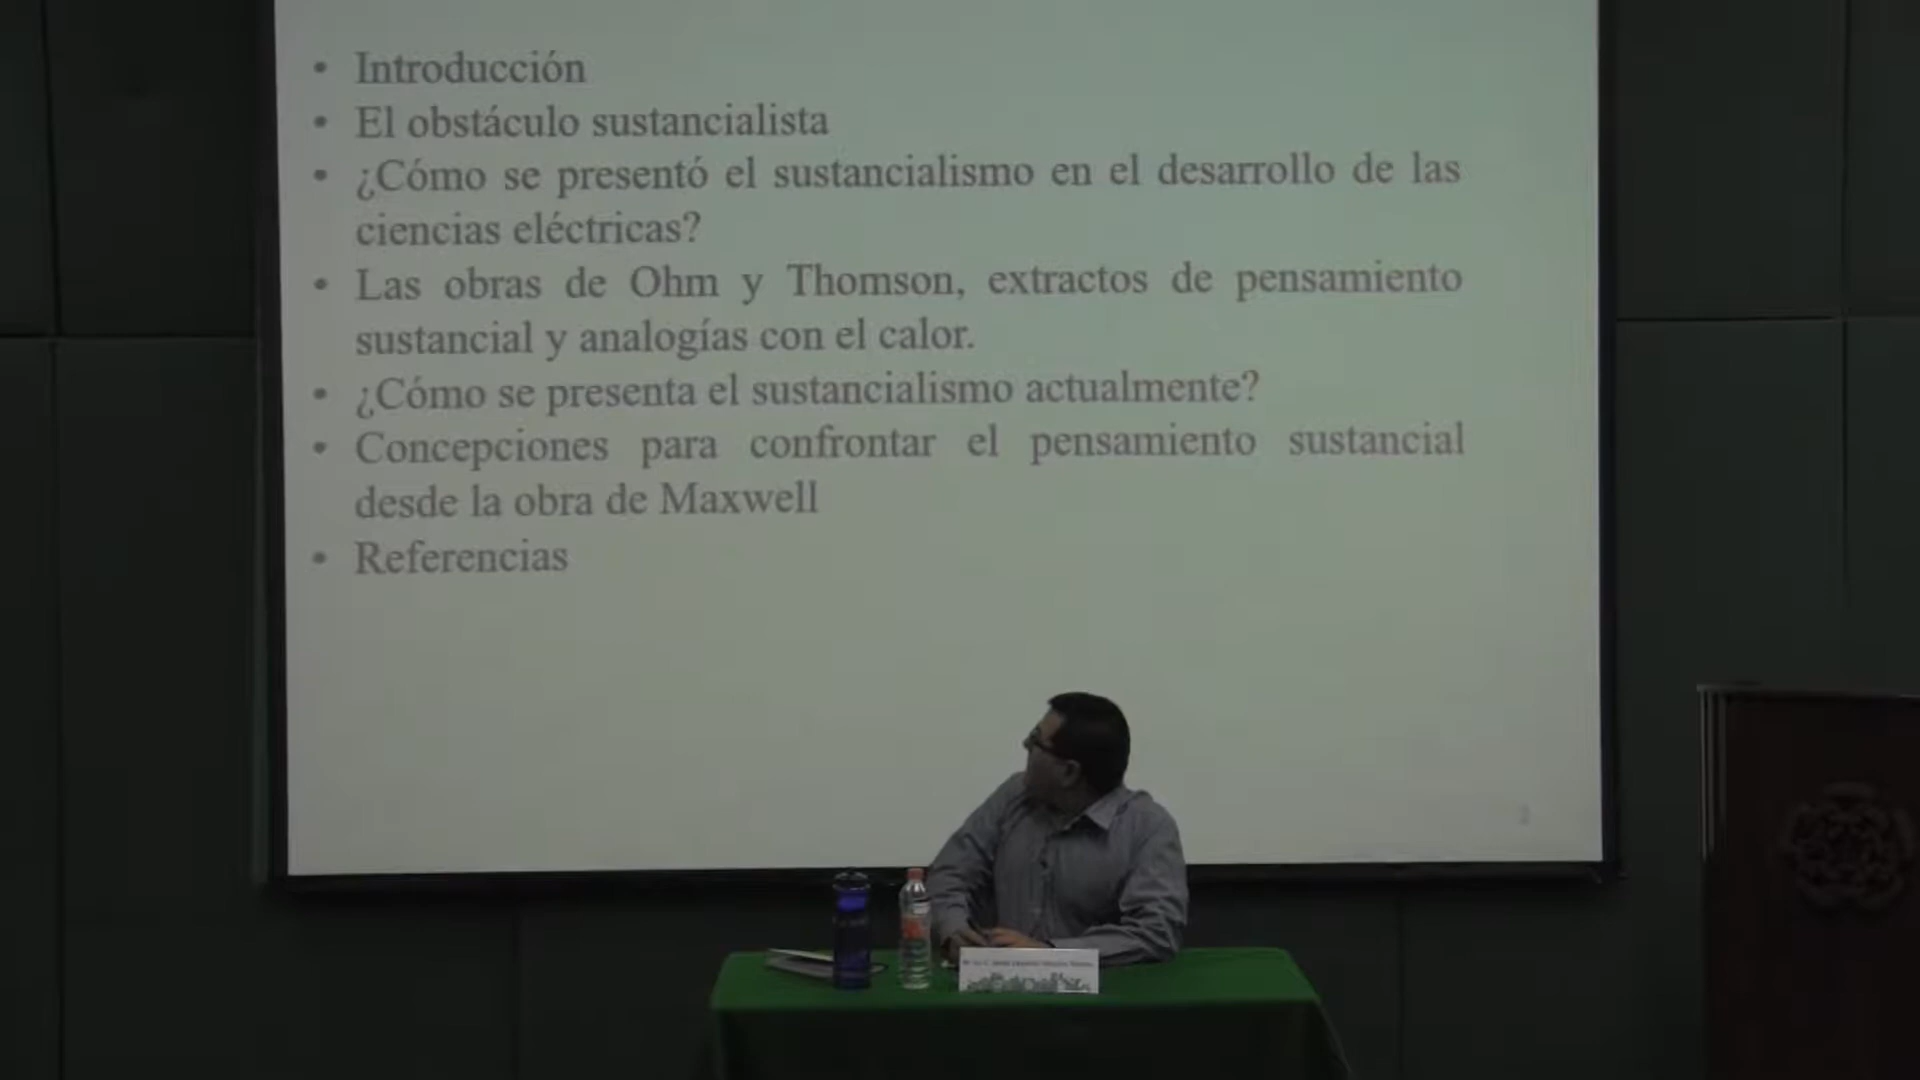 • Introducción
• El obstáculo sustancialista
• ¿Cómo se presentó el sustancialismo en el desarrollo de las
ciencias eléctricas?
• Las obras de Ohm y Thomson, extractos de pensamiento
sustancial y analogías con el calor.
• ¿Cómo se presenta el sustancialismo actualmente?
• Concepciones para confrontar el pensamiento sustancial
desde la obra de Maxwell
• Referencias